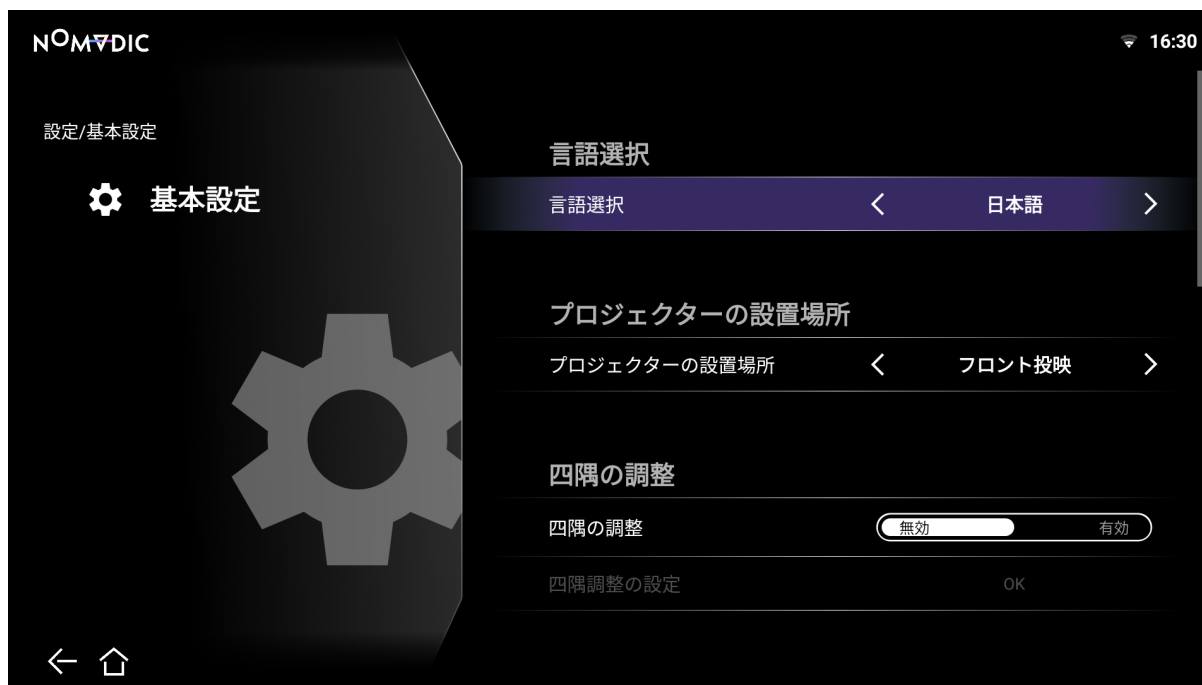 NOMADIC
16:30
設定/基本設定
基本設定
言語選択
言語選択 日本語
プロジェクターの設置場所
プロジェクターの設置場所 フロント投映
四隅の調整
四隅の調整 無効 有効
四隅調整の設定 OK